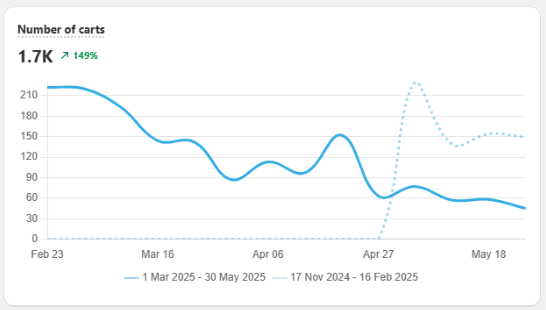 Number of carts
1.7K ↗ 149%
210
180
150
120
90
60
30
0
Feb 23 Mar 16 Apr 06 Apr 27 May 18
1 Mar 2025 - 30 May 2025 17 Nov 2024 - 16 Feb 2025